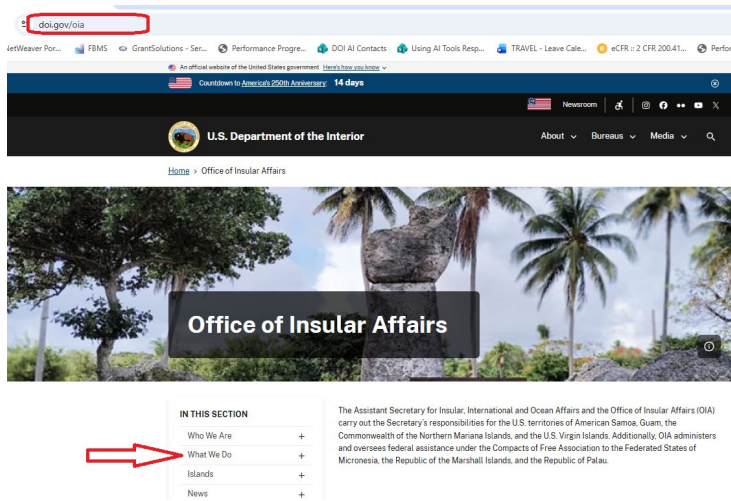 doi.gov/oia
NetWeaver Por... FBMS GrantSolutions - Ser... Performance Progre... DOI AI Contacts Using AI Tools Resp... TRAVEL - Leave Cale... eCFR :: 2 CFR 200.41... Perfor
An official website of the United States government Here's how you know
Countdown to America's 250th Anniversary: 14 days
Newsroom
U.S. Department of the Interior
About Bureaus Media
Home > Office of Insular Affairs
Office of Insular Affairs
IN THIS SECTION
Who We Are +
What We Do +
Islands +
News +
The Assistant Secretary for Insular, International and Ocean Affairs and the Office of Insular Affairs (OIA)
carry out the Secretary's responsibilities for the U.S. territories of American Samoa, Guam, the
Commonwealth of the Northern Mariana Islands, and the U.S. Virgin Islands. Additionally, OIA administers
and oversees federal assistance under the Compacts of Free Association to the Federated States of
Micronesia, the Republic of the Marshall Islands, and the Republic of Palau.